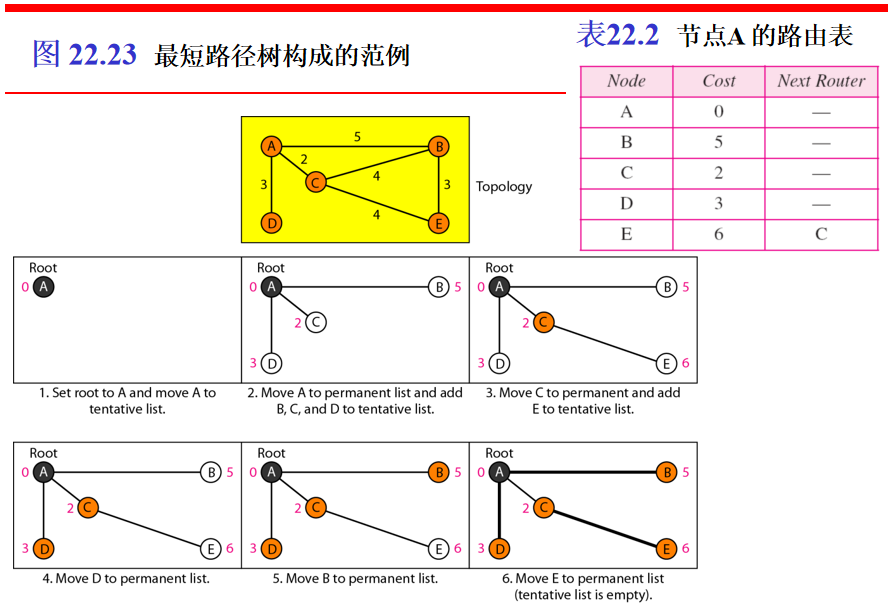 图 22.23 最短路径树构成的范例
表22.2 节点A 的路由表
Node Cost Next Router
A 0 —
B 5 —
C 2 —
D 3 —
E 6 C
A 5 B
2
C 4
3 3
4
D E
Topology
Root
0 A
1. Set root to A and move A to
tentative list.
Root
0 A B 5
2 C
3 D
2. Move A to permanent list and add
B, C, and D to tentative list.
Root
0 A B 5
2 C
3 D E 6
3. Move C to permanent and add
E to tentative list.
Root
0 A B 5
2 C
3 D E 6
4. Move D to permanent list.
Root
0 A B 5
2 C
3 D E 6
5. Move B to permanent list.
Root
0 A B 5
2 C
3 D E 6
6. Move E to permanent list
(tentative list is empty).